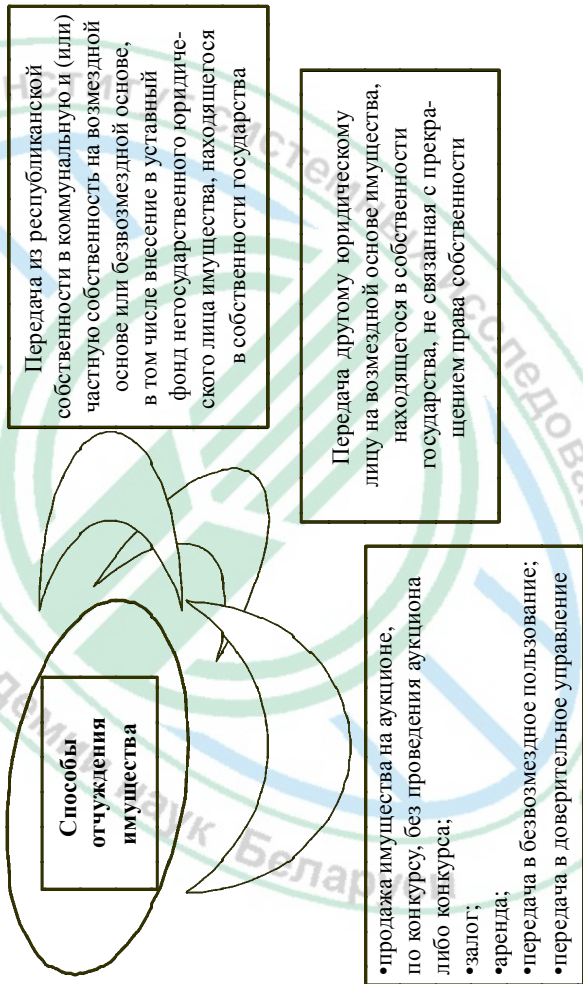 Способы
отчуждения
имущества
Передача из республиканской
собственности в коммунальную и (или)
частную собственность на возмездной
основе или безвозмездной основе,
в том числе внесение в уставный
фонд негосударственного юридиче-
ского лица имущества, находящегося
в собственности государства
Передача другому юридическому
лицу на возмездной основе имущества,
находящегося в собственности
государства, не связанная с прекра-
щением права собственности
•продажа имущества на аукционе,
по конкурсу, без проведения аукциона
либо конкурса;
•залог;
•аренда;
•передача в безвозмездное пользование;
•передача в доверительное управление
наук Беларуси